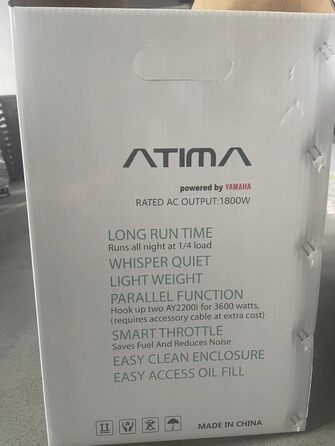 ATIMA
powered by YAMAHA
RATED AC OUTPUT:1800W
LONG RUN TIME
Runs all night at 1/4 load
WHISPER QUIET
LIGHT WEIGHT
PARALLEL FUNCTION
Hook up two AY2200i for 3600 watts,
(requires accessory cable at extra cost)
SMART THROTTLE
Saves Fuel And Reduces Noise
EASY CLEAN ENCLOSURE
EASY ACCESS OIL FILL
MADE IN CHINA